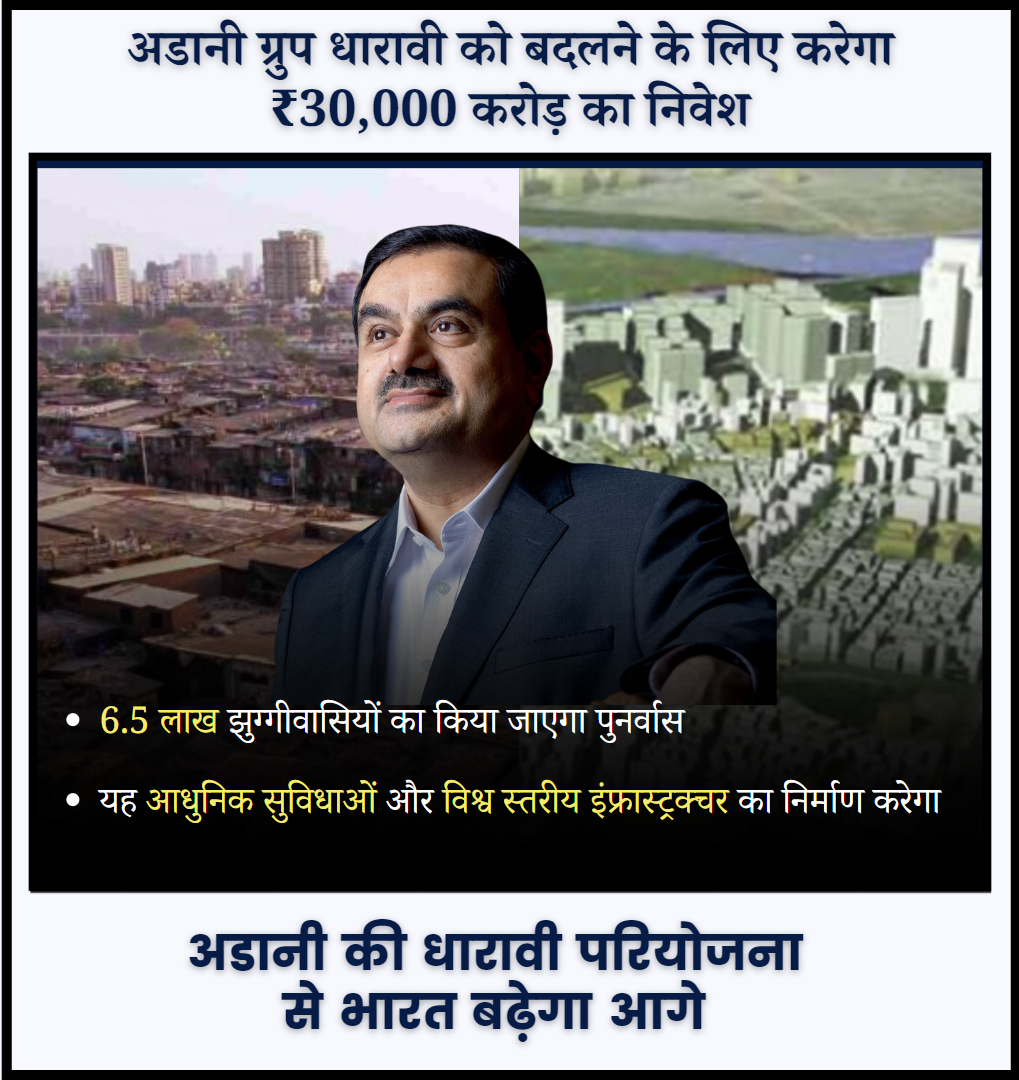 अडानी ग्रुप धारावी को बदलने के लिए करेगा
₹30,000 करोड़ का निवेश
• 6.5 लाख झुग्गीवासियों का किया जाएगा पुनर्वास
• यह आधुनिक सुविधाओं और विश्व स्तरीय इंफ्रास्ट्रक्चर का निर्माण करेगा
अडानी की धारावी परियोजना
से भारत बढ़ेगा आगे